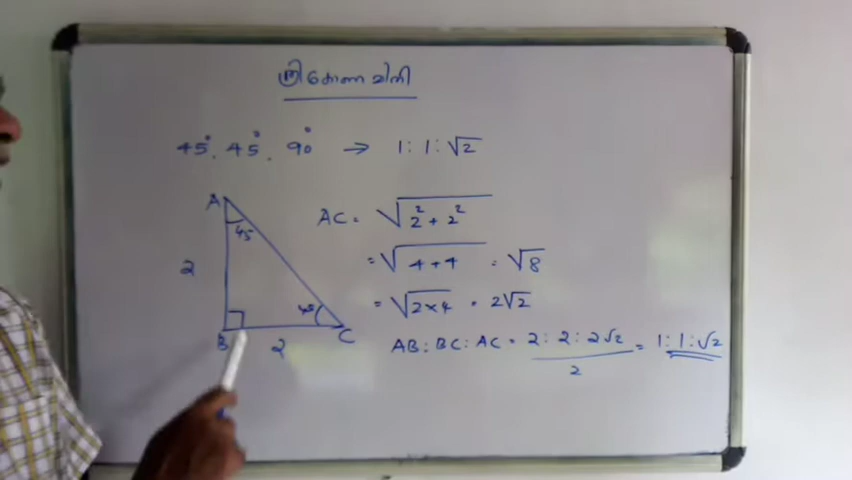 ത്രികോണമിതി
45°. 45°. 90° → 1:1:√2
A
45
AC = √2²+2²
2
= √4+4 = √8
45
= √2×4 = 2√2
B
C
2
AB:BC:AC = 2:2:2√2 = 1:1:√2
2